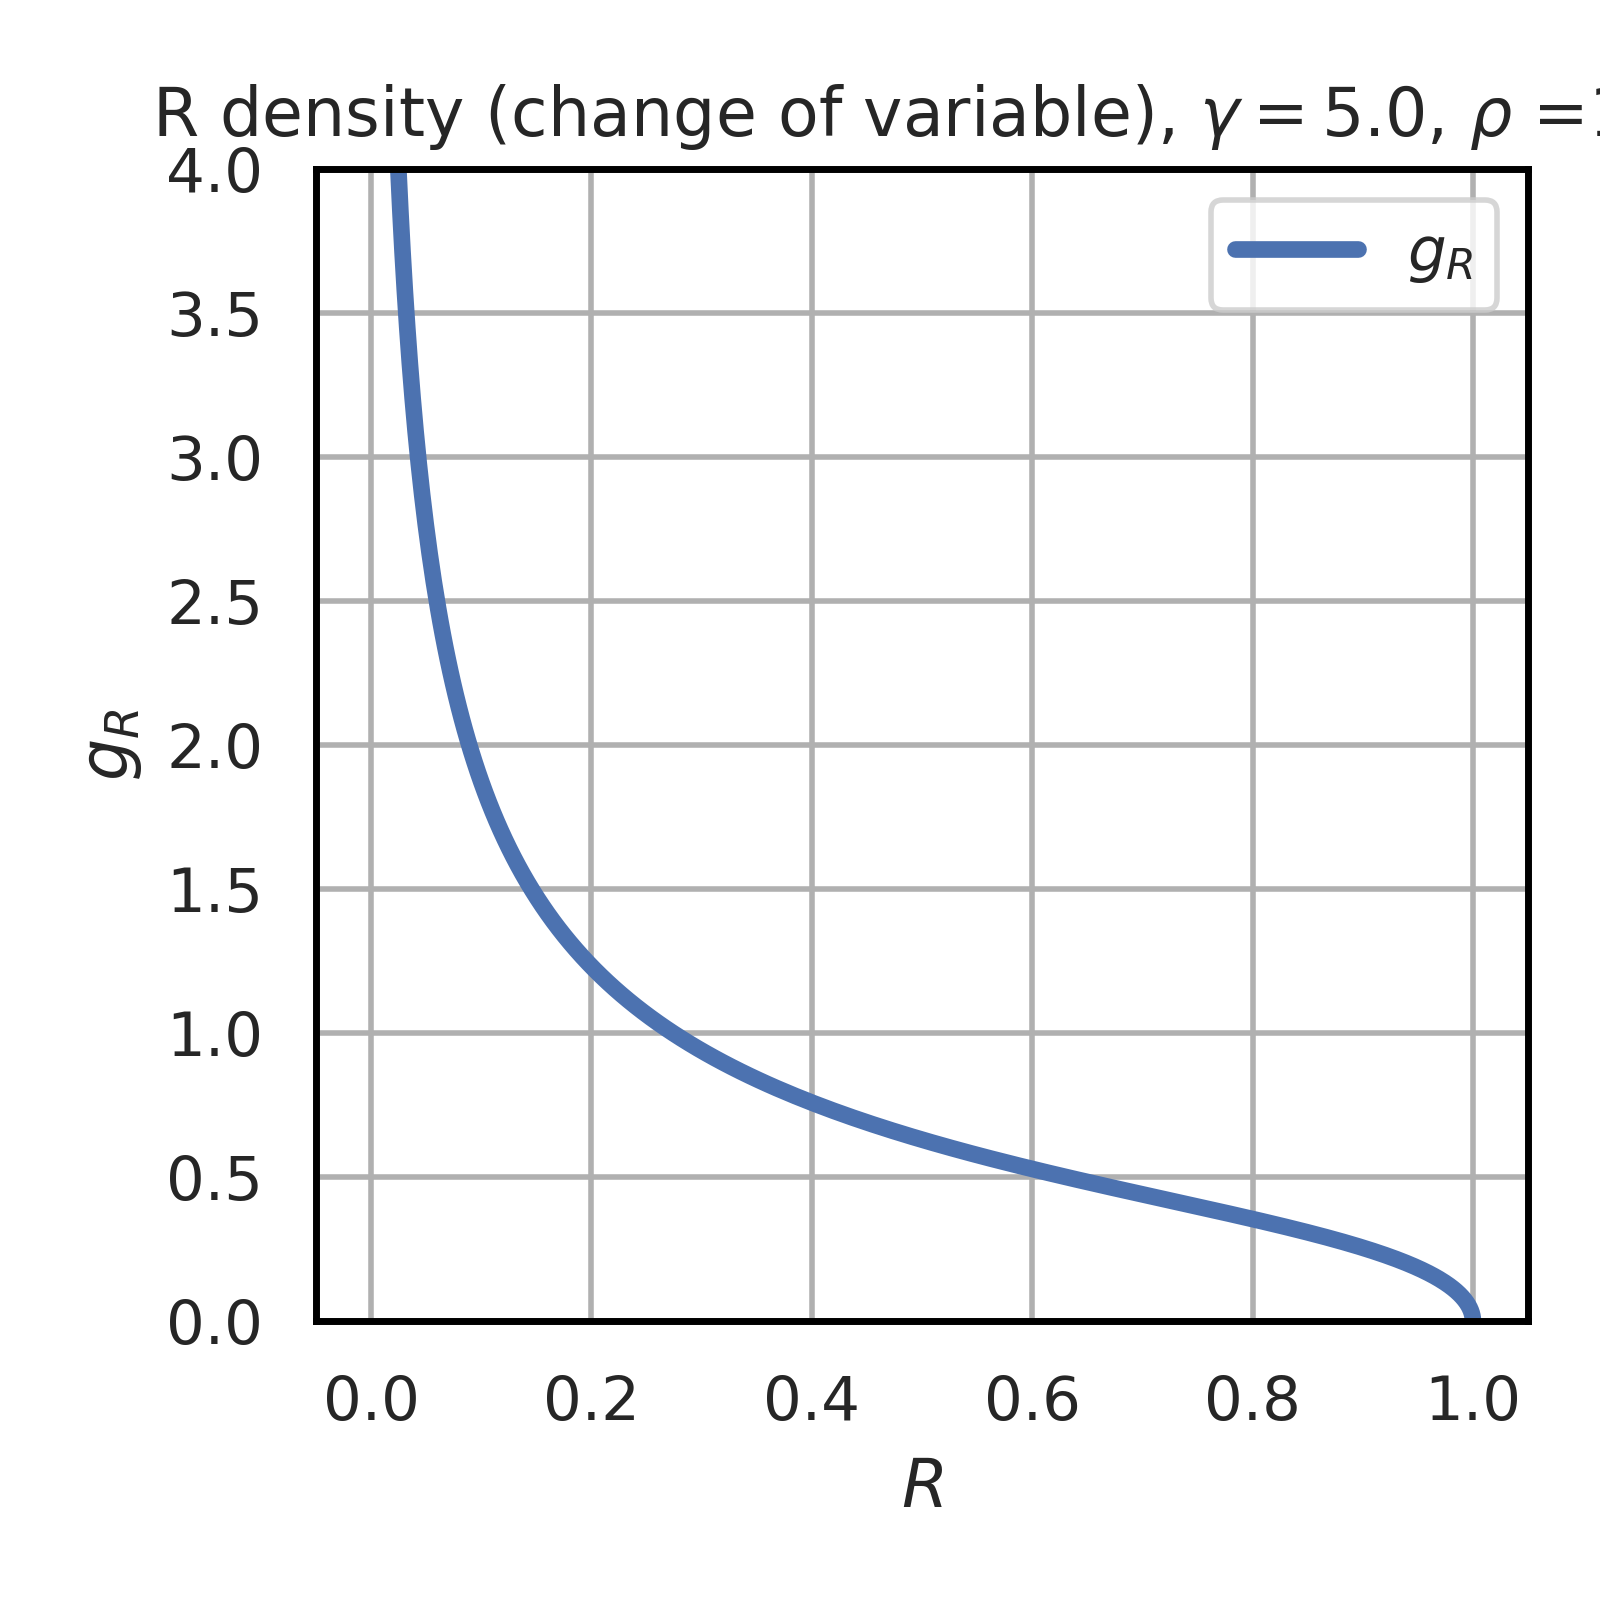 R density (change of variable), γ = 5.0, ρ =
4.0
3.5
3.0
2.5
2.0
1.5
1.0
0.5
0.0
g_R
g_R
0.0 0.2 0.4 0.6 0.8 1.0
R